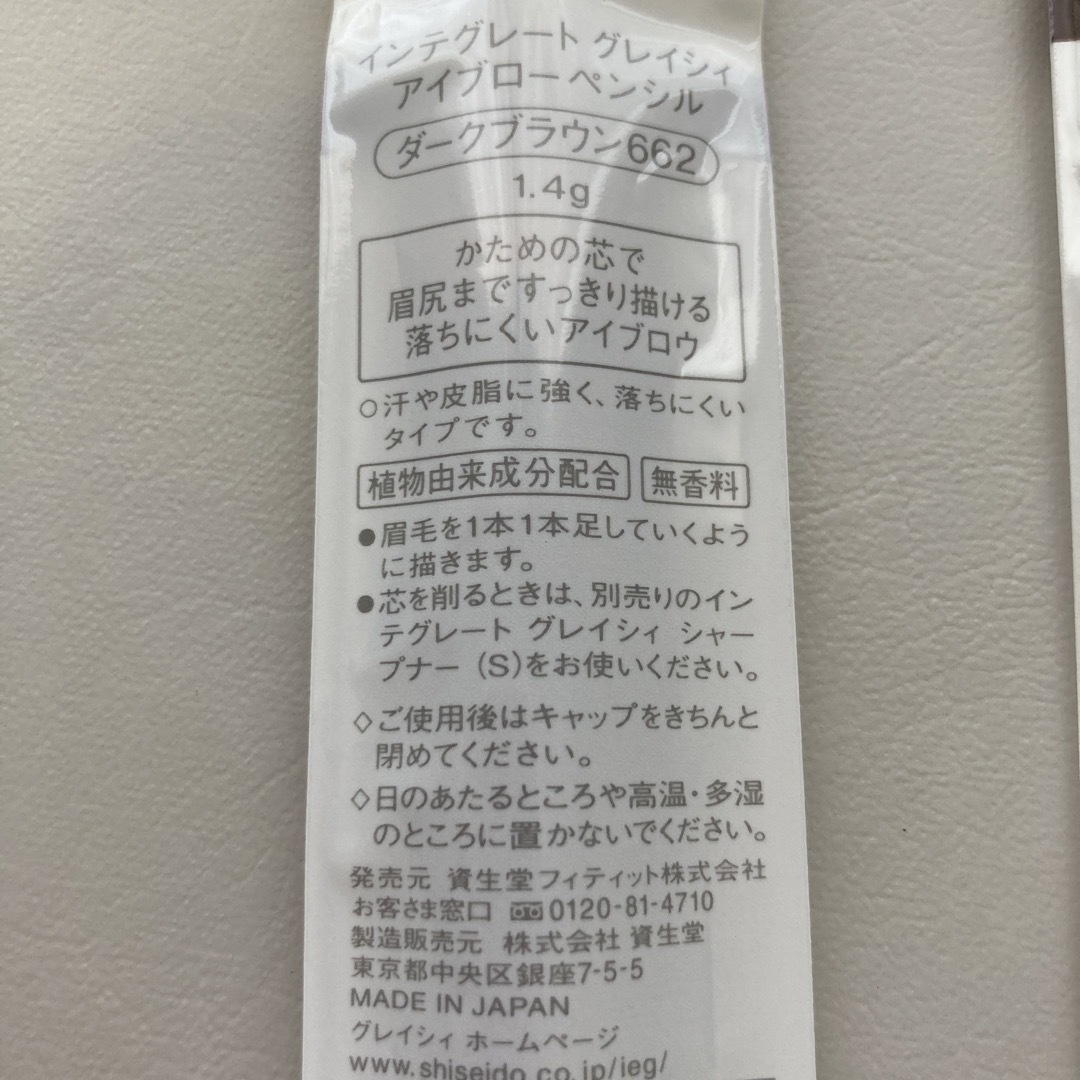 インテグレート グレイシィ
アイブローペンシル
ダークブラウン662
1.4g
かための芯で
眉尻まですっきり描ける
落ちにくいアイブロウ
○汗や皮脂に強く、落ちにくい
タイプです。
植物由来成分配合 無香料
●眉毛を1本1本足していくよう
に描きます。
●芯を削るときは、別売りのイン
テグレート グレイシィ シャー
プナー (S)をお使いください。
◇ご使用後はキャップをきちんと
閉めてください。
◇日のあたるところや高温・多湿
のところに置かないでください。
発売元 資生堂フィティット株式会社
お客さま窓口 0120-81-4710
製造販売元 株式会社 資生堂
東京都中央区銀座7-5-5
MADE IN JAPAN
グレイシィ ホームページ
www.shiseido.co.jp/ieg/